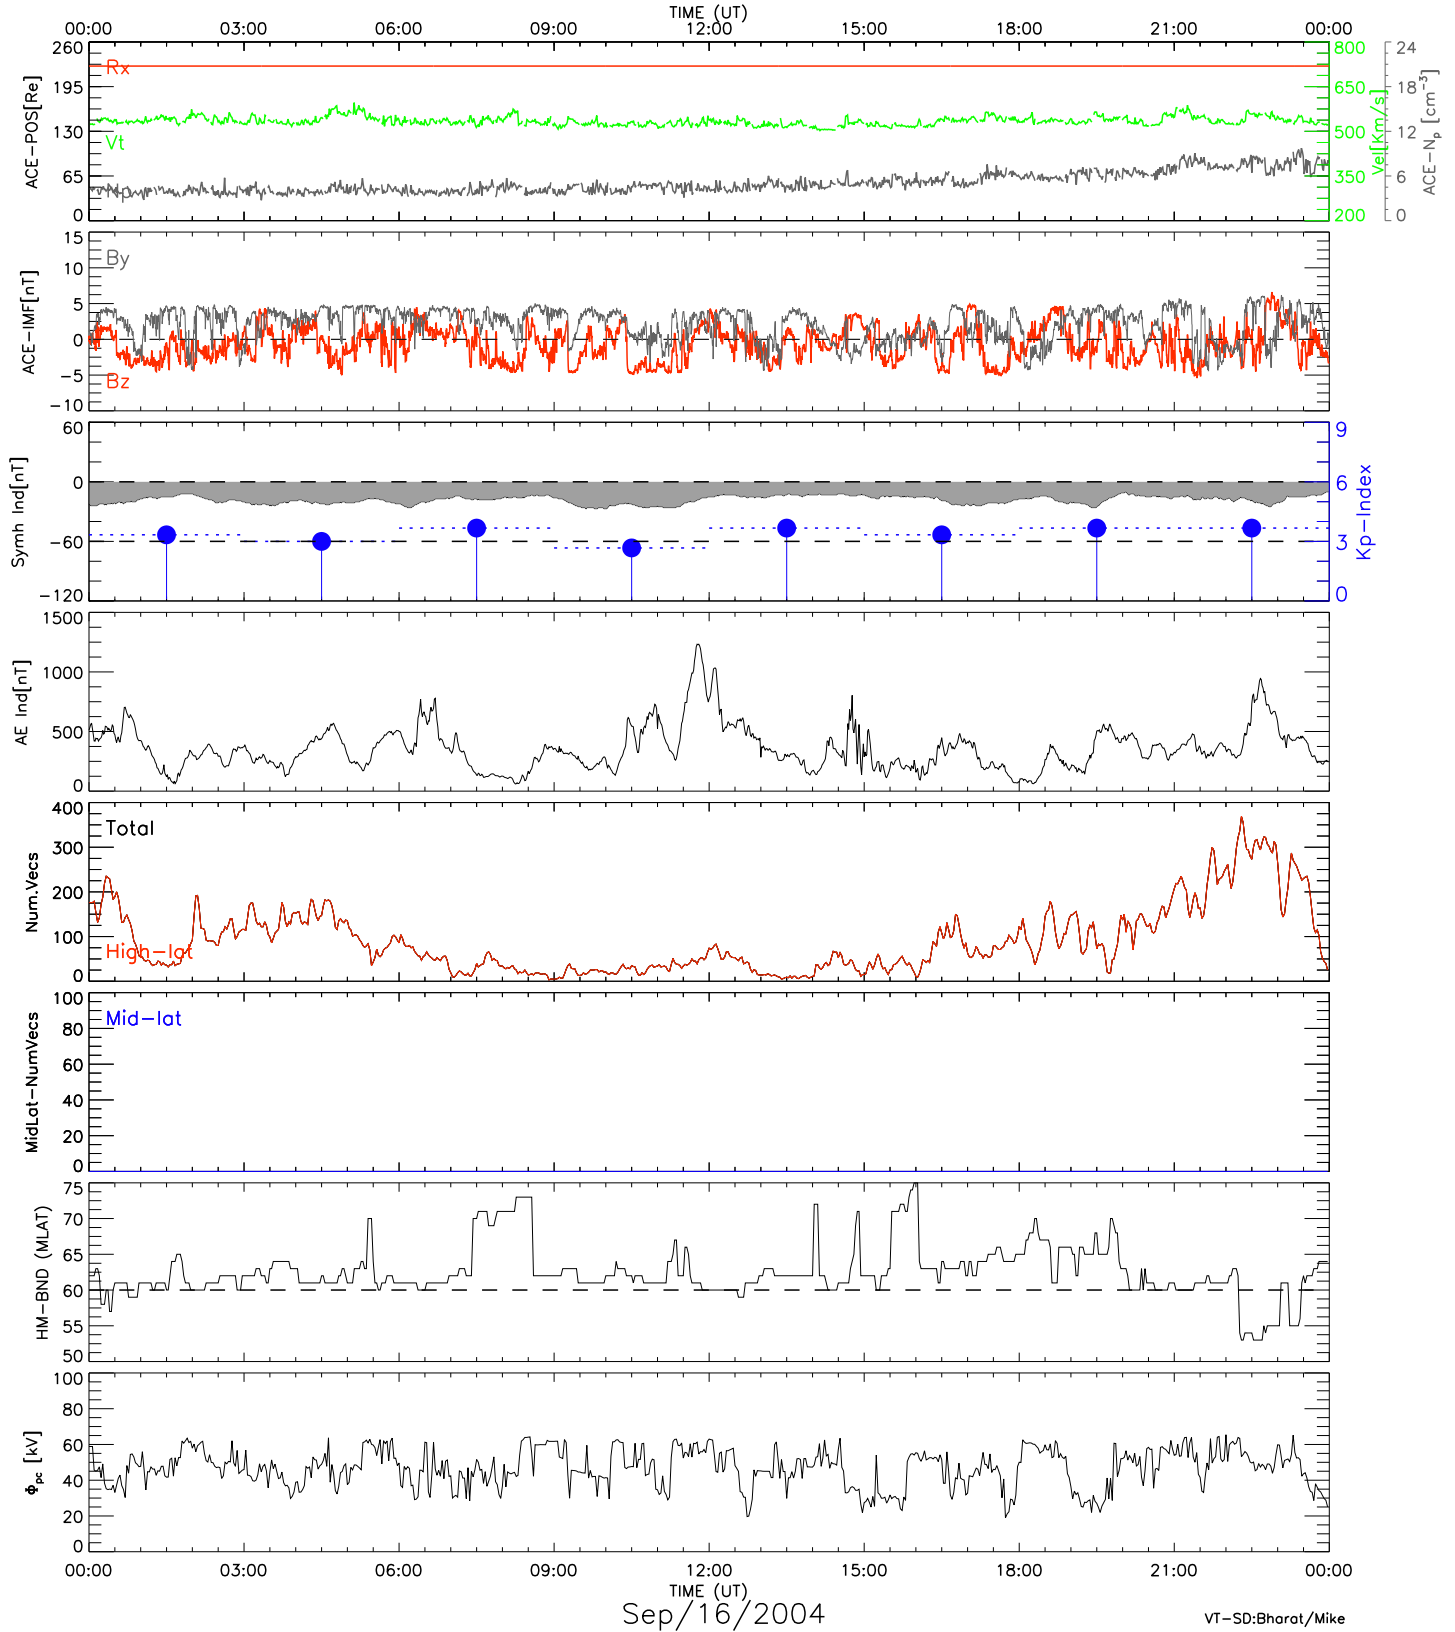 TIME (UT)
00:00 03:00 06:00 09:00 12:00 15:00 18:00 21:00 00:00
ACE-POS[Re]
260
195
130
65
0
Rx
Vt
Np
800
650
500
350
200
Vel[Km/s]
24
18
12
6
0
ACE-Np [cm-3]
ACE-IMF[nT]
15
10
5
0
-5
-10
By
Bz
Symh Ind[nT]
60
0
-60
-120
9
6
3
0
Kp-Index
AE Ind[nT]
1500
1000
500
0
Num.Vecs
400
300
200
100
0
Total
High-lat
MidLat-NumVecs
100
80
60
40
20
0
Mid-lat
HM-BND (MLAT)
75
70
65
60
55
50
Φpc [kV]
100
80
60
40
20
0
00:00 03:00 06:00 09:00 12:00 15:00 18:00 21:00 00:00
TIME (UT)
Sep/16/2004
VT-SD:Bharat/Mike